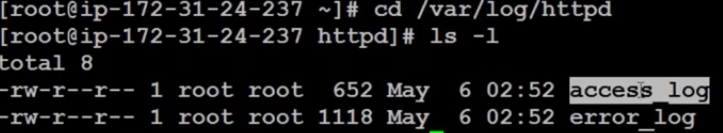 [root@ip-172-31-24-237 ~]# cd /var/log/httpd
[root@ip-172-31-24-237 httpd]# ls -l
total 8
-rw-r--r-- 1 root root  652 May  6 02:52 access_log
-rw-r--r-- 1 root root 1118 May  6 02:52 error_log